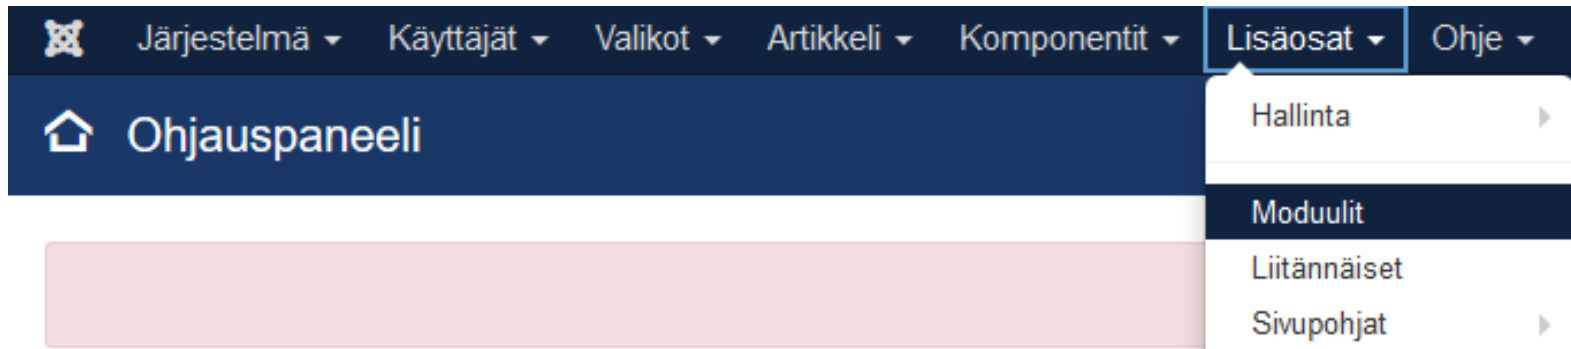 Järjestelmä Käyttäjät Valikot Artikkeli Komponentit Lisäosat Ohje
Ohjauspaneeli
Hallinta
Moduulit
Liitännäiset
Sivupohjat